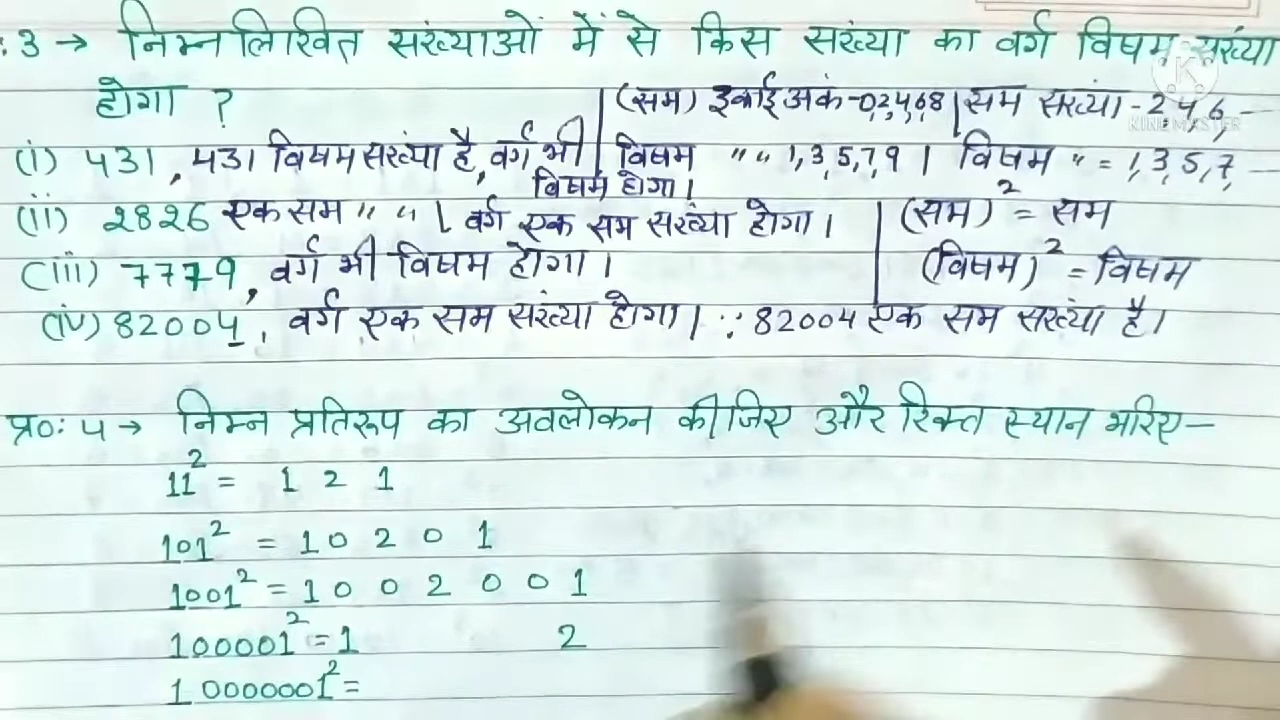 :3 → निम्नलिखित संख्याओं में से किस संख्या का वर्ग विषम संख्या
होगा ? | (सम) इकाई अंक-0,2,4,6,8 | सम संख्या - 2,4,6, —
(i) 431, 431 विषम संख्या है, वर्ग भी विषम होगा। | विषम " " 1,3,5,7,9 । विषम " = 1,3,5,7, —
(ii) 2826 एक सम " " । वर्ग एक सम संख्या होगा। | (सम)² = सम
(iii) 7779, वर्ग भी विषम होगा। | (विषम)² = विषम
(iv) 82004, वर्ग एक सम संख्या होगा। ∵ 82004 एक सम संख्या है।
प्र०: 4 → निम्न प्रतिरूप का अवलोकन कीजिए और रिक्त स्थान भरिए—
11² = 1 2 1
101² = 1 0 2 0 1
1001² = 1 0 0 2 0 0 1
100001² = 1 2
10000001² =
KINEMASTER